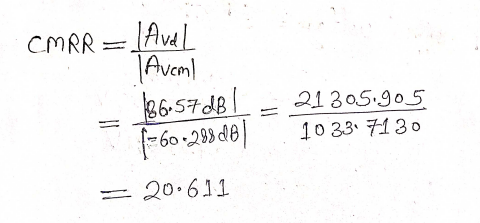 CMRR = |Avd| / |Avcm|
= |86.57dB| / |-60.288dB| = 21305.905 / 1033.7130
= 20.611